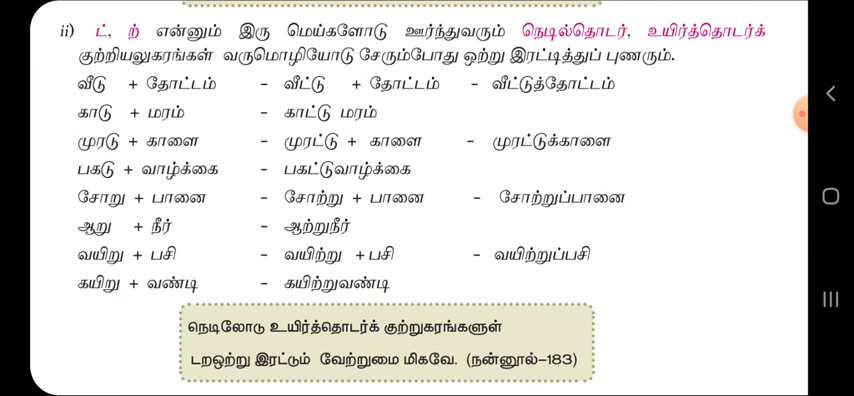 ii) ட், ற் என்னும் இரு மெய்களோடு ஊர்ந்துவரும் நெடில்தொடர், உயிர்த்தொடர்க்
குற்றியலுகரங்கள் வருமொழியோடு சேரும்போது ஒற்று இரட்டித்துப் புணரும்.
வீடு + தோட்டம் - வீட்டு + தோட்டம் - வீட்டுத்தோட்டம்
காடு + மரம் - காட்டு மரம்
முரடு + காளை - முரட்டு + காளை - முரட்டுக்காளை
பகடு + வாழ்க்கை - பகட்டுவாழ்க்கை
சோறு + பானை - சோற்று + பானை - சோற்றுப்பானை
ஆறு + நீர் - ஆற்றுநீர்
வயிறு + பசி - வயிற்று + பசி - வயிற்றுப்பசி
கயிறு + வண்டி - கயிற்றுவண்டி
நெடிலோடு உயிர்த்தொடர்க் குற்றுகரங்களுள்
டறஒற்று இரட்டும் வேற்றுமை மிகவே. (நன்னூல்–183)